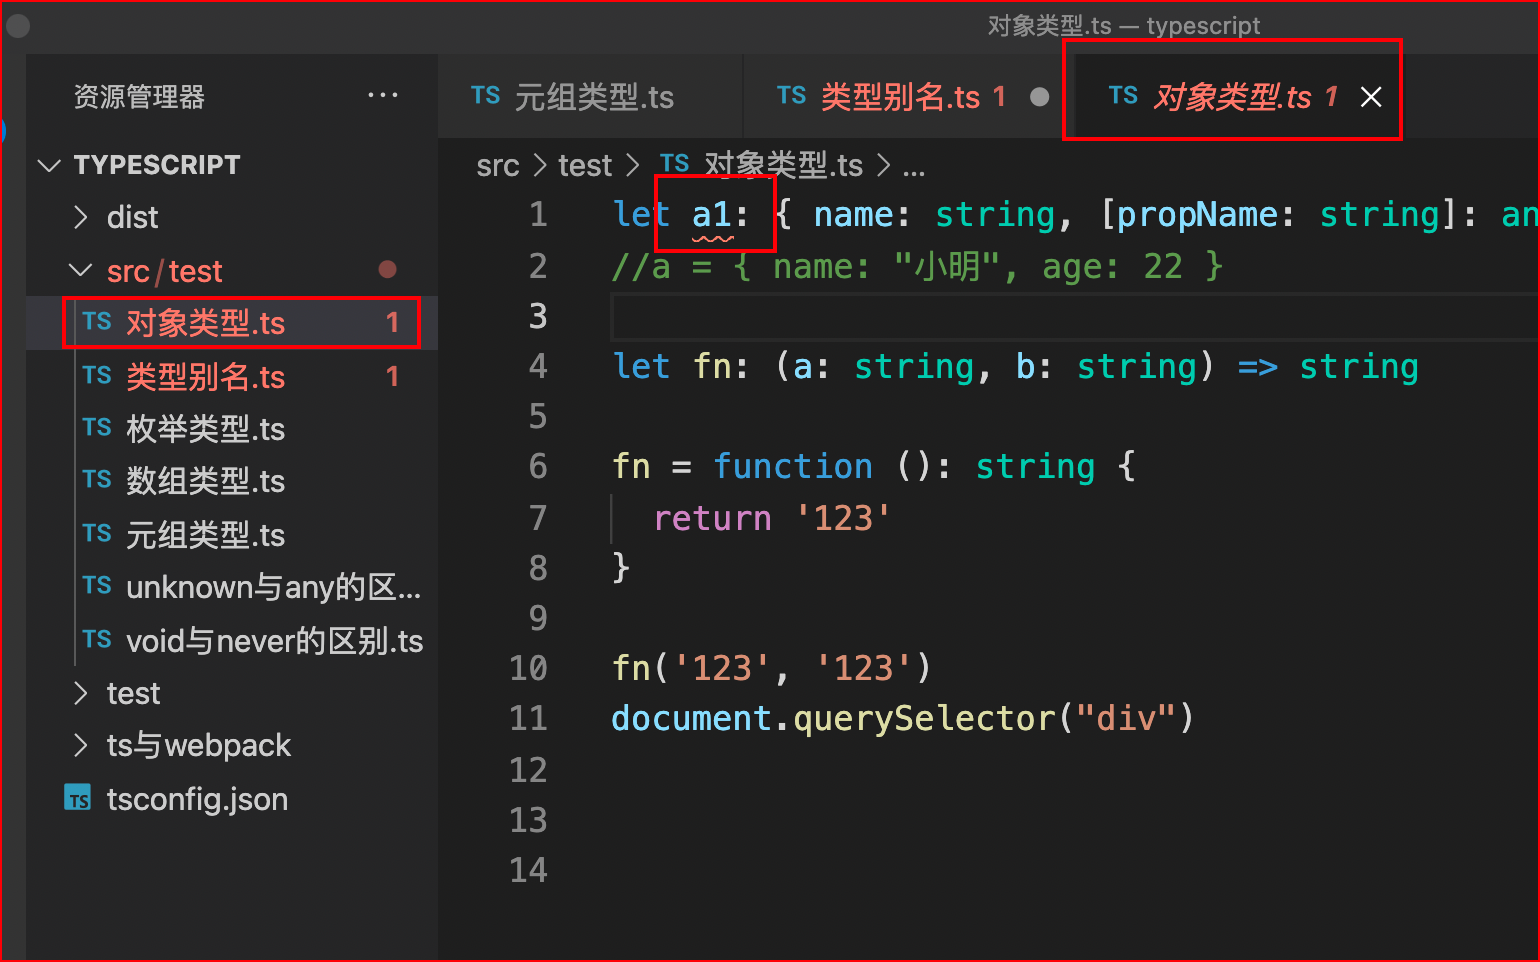 对象类型.ts — typescript
资源管理器 ...
TS 元组类型.ts TS 类型别名.ts 1 TS 对象类型.ts 1
TYPESCRIPT
dist
src/test
TS 对象类型.ts 1
TS 类型别名.ts 1
TS 枚举类型.ts
TS 数组类型.ts
TS 元组类型.ts
TS unknown与any的区...
TS void与never的区别.ts
test
ts与webpack
TS tsconfig.json
src > test > TS 对象类型.ts > ...
1 let a1: { name: string, [propName: string]: an
2 //a = { name: "小明", age: 22 }
3
4 let fn: (a: string, b: string) => string
5
6 fn = function (): string {
7 return '123'
8 }
9
10 fn('123', '123')
11 document.querySelector("div")
12
13
14